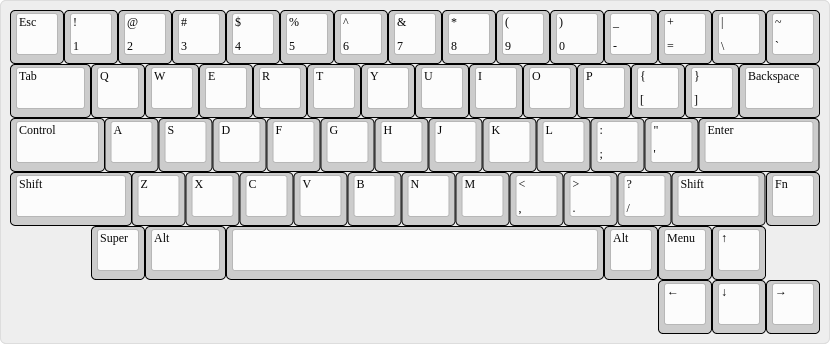 Esc ! @ # $ % ^ & * ( ) _ + | ~
1 2 3 4 5 6 7 8 9 0 - = \ `
Tab Q W E R T Y U I O P { } Backspace
[ ]
Control A S D F G H J K L : " Enter
; '
Shift Z X C V B N M < > ? Shift Fn
, . /
Super Alt Alt Menu ↑
← ↓ →